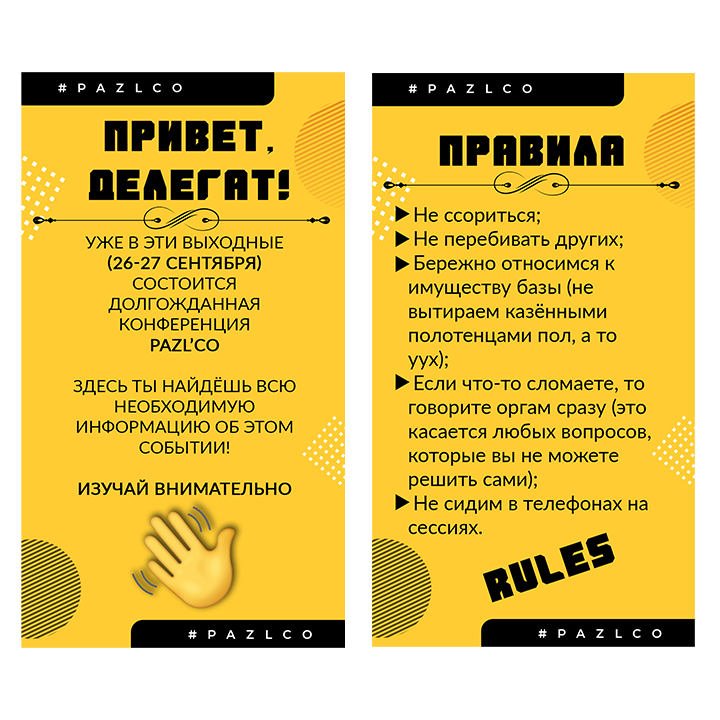 #PAZLCO
ПРИВЕТ,
ДЕЛЕГАТ!
УЖЕ В ЭТИ ВЫХОДНЫЕ
(26-27 СЕНТЯБРЯ)
СОСТОИТСЯ
ДОЛГОЖДАННАЯ
КОНФЕРЕНЦИЯ
PAZL'CO
ЗДЕСЬ ТЫ НАЙДЁШЬ ВСЮ
НЕОБХОДИМУЮ
ИНФОРМАЦИЮ ОБ ЭТОМ
СОБЫТИИ!
ИЗУЧАЙ ВНИМАТЕЛЬНО
#PAZLCO
#PAZLCO
ПРАВИЛА
Не ссориться;
Не перебивать других;
Бережно относимся к
имуществу базы (не
вытираем казёнными
полотенцами пол, а то
уух);
Если что-то сломаете, то
говорите оргам сразу (это
касается любых вопросов,
которые вы не можете
решить сами);
Не сидим в телефонах на
сессиях.
RULES
#PAZLCO